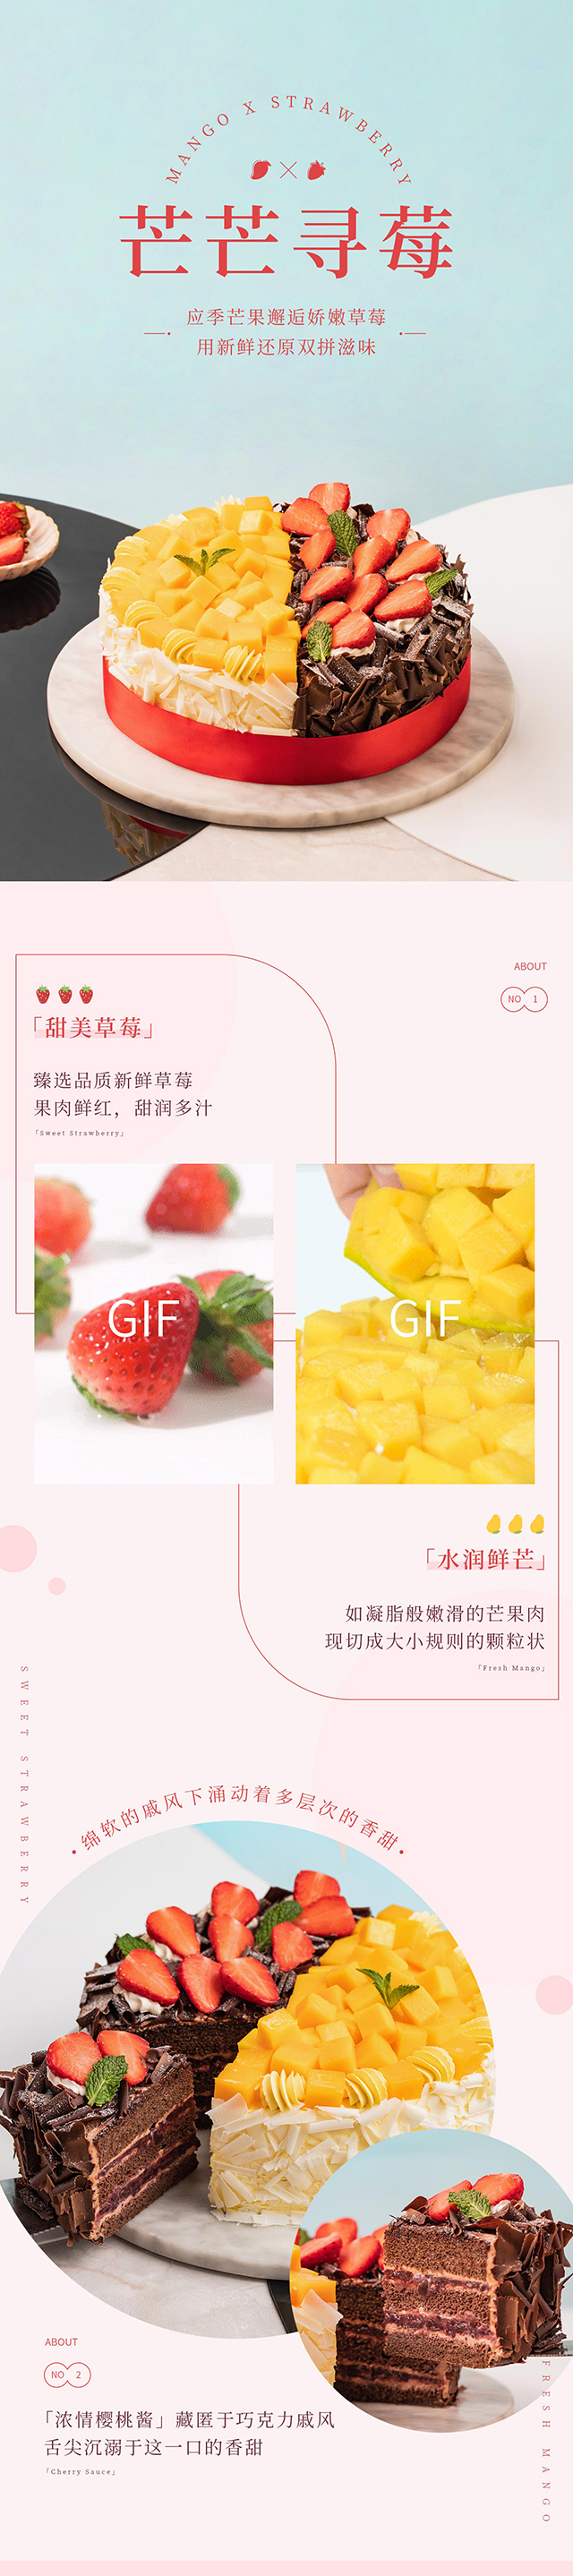 MANGO X STRAWBERRY
芒芒寻莓
应季芒果邂逅娇嫩草莓
用新鲜还原双拼滋味
ABOUT
NO 1
「甜美草莓」
臻选品质新鲜草莓
果肉鲜红，甜润多汁
「Sweet Strawberry」
GIF
GIF
「水润鲜芒」
如凝脂般嫩滑的芒果肉
现切成大小规则的颗粒状
「Fresh Mango」
SWEET STRAWBERRY
绵软的戚风下涌动着多层次的香甜
ABOUT
NO 2
「浓情樱桃酱」藏匿于巧克力戚风
舌尖沉溺于这一口的香甜
「Cherry Sauce」
FRESH MANGO